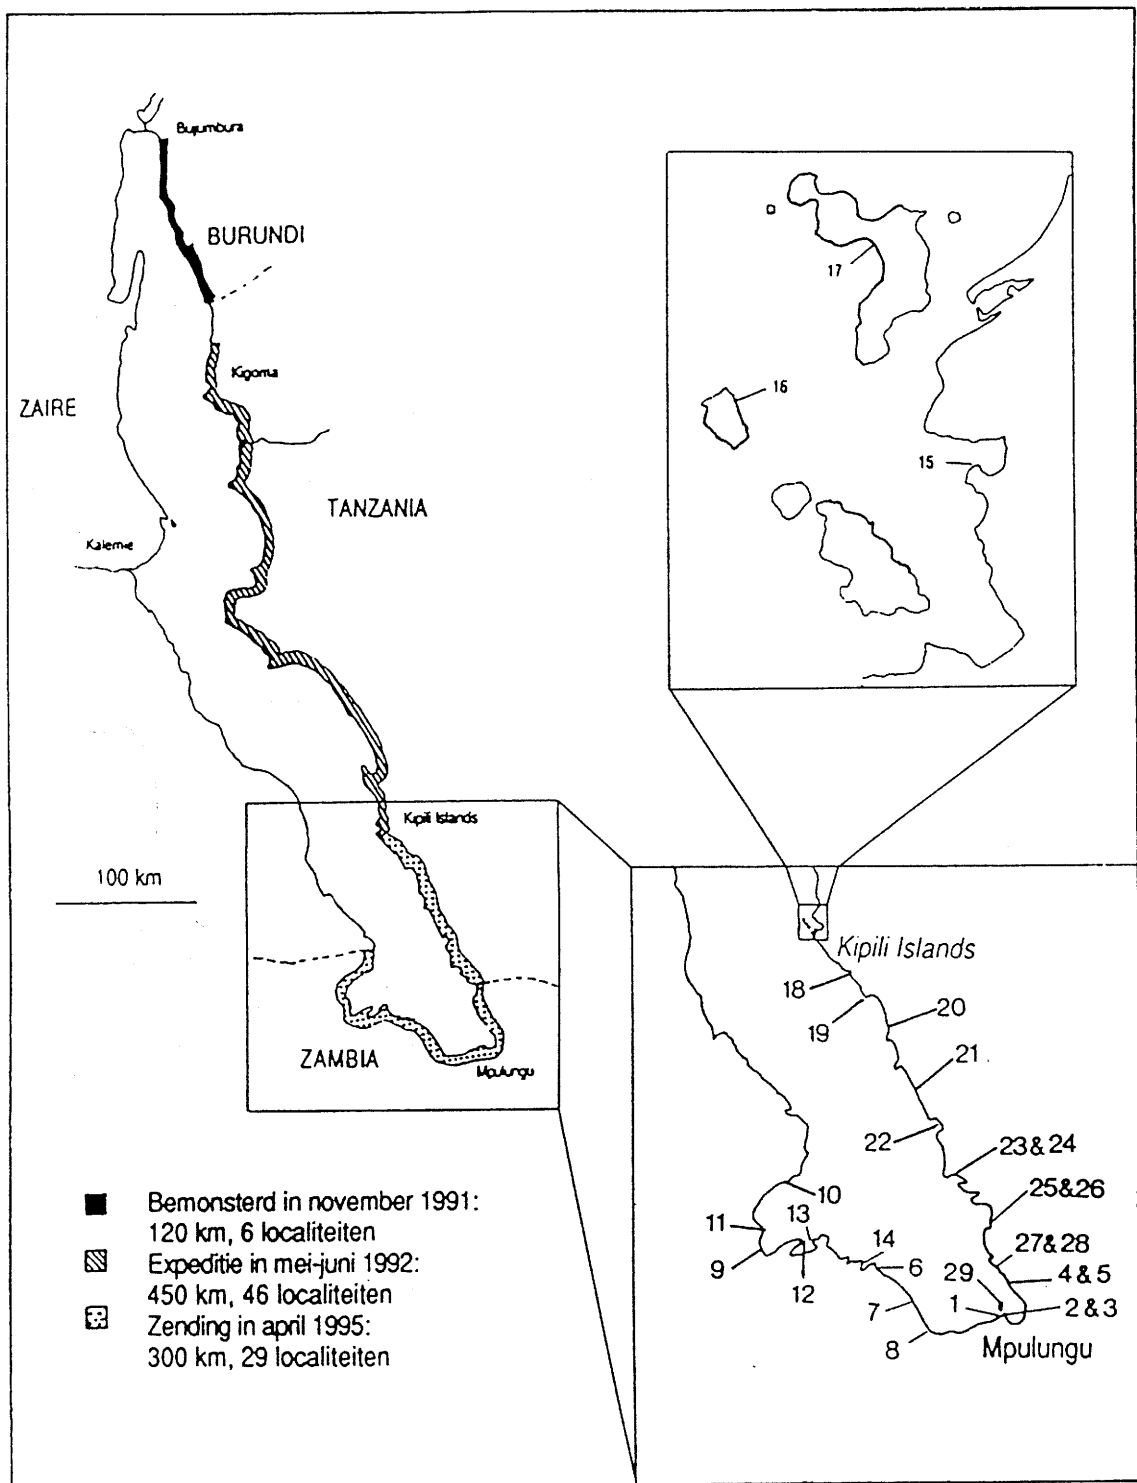 Bujumbura
BURUNDI
Kigoma
ZAIRE
TANZANIA
Kalemie
Kipili Islands
100 km
ZAMBIA
Mpulungu
Bemonsterd in november 1991:
120 km, 6 localiteiten
Expeditie in mei-juni 1992:
450 km, 46 localiteiten
Zending in april 1995:
300 km, 29 localiteiten
17
16
15
Kipili Islands
18
19
20
21
22
23 & 24
25 & 26
10
11
13
14
27 & 28
9
12
6
29
4 & 5
7
1
2 & 3
8
Mpulungu